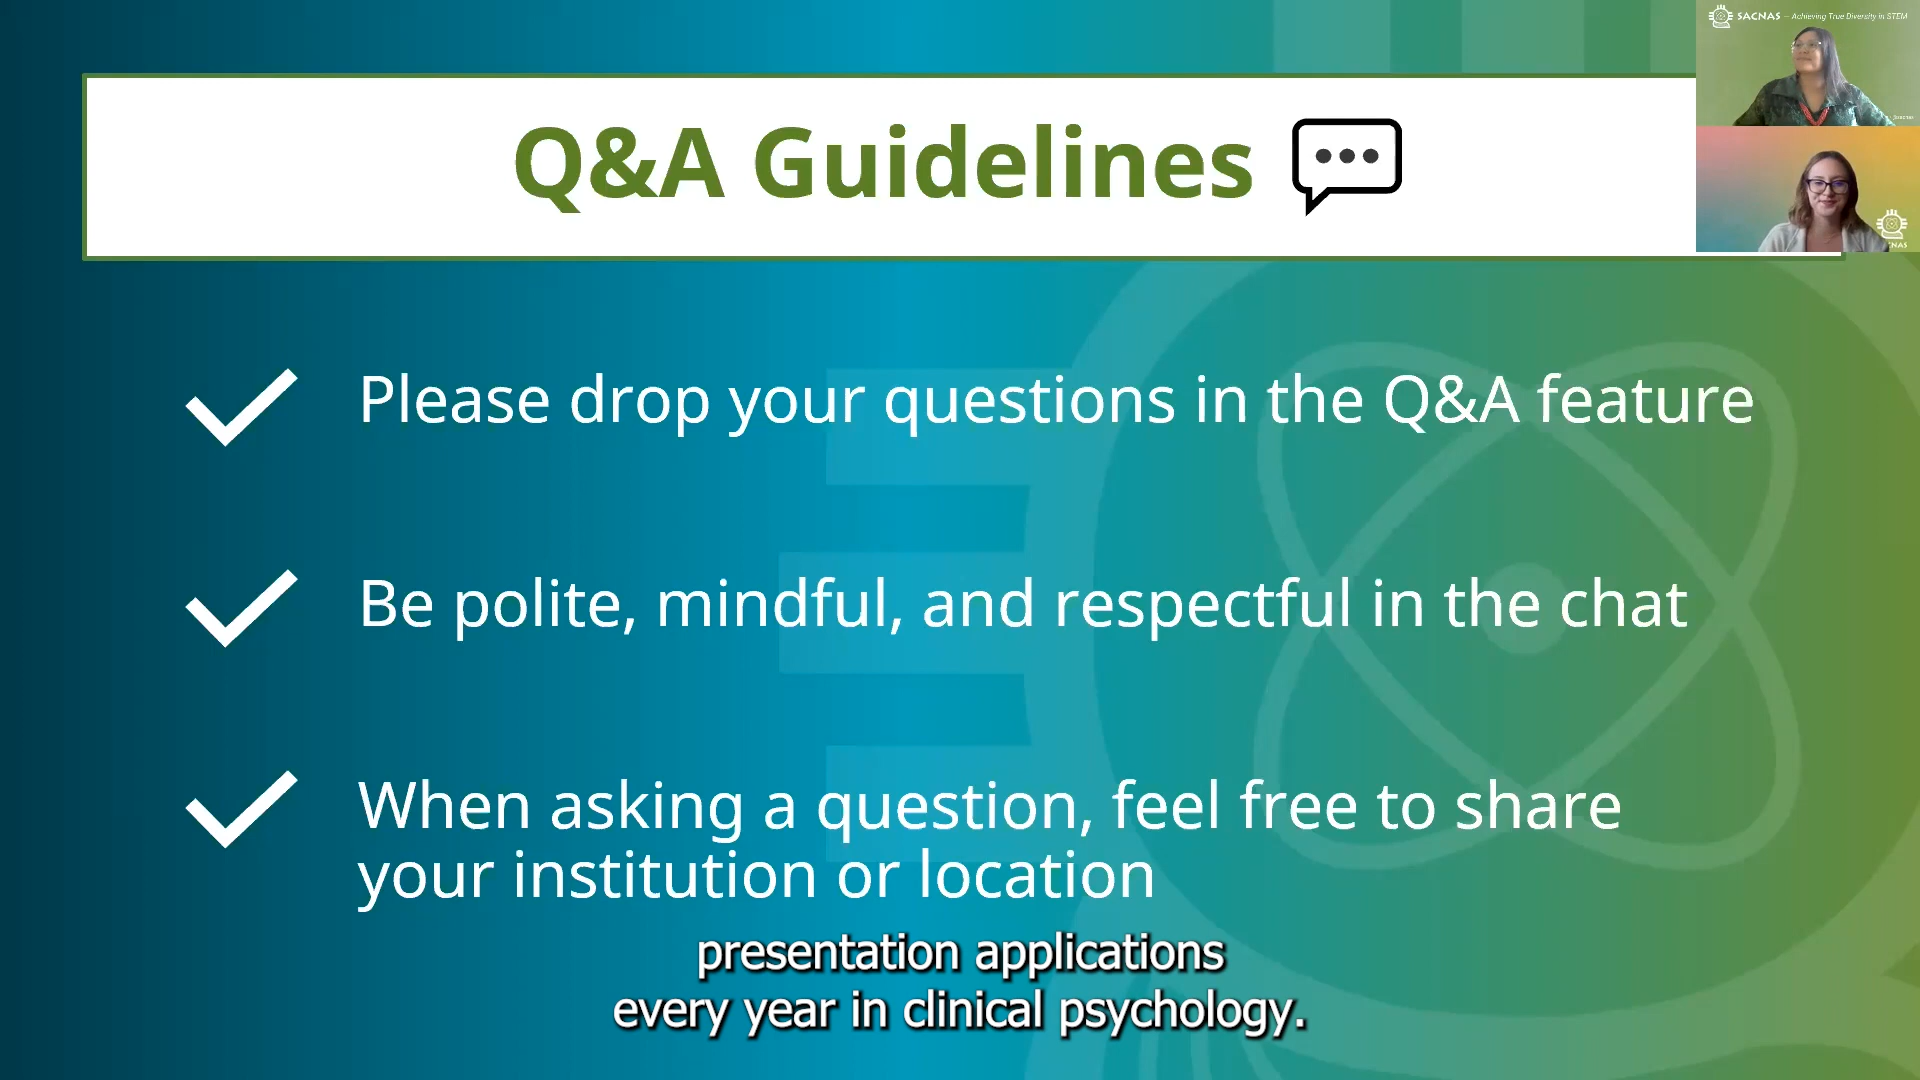 SACNAS – Achieving True Diversity in STEM
Q&A Guidelines
Please drop your questions in the Q&A feature
Be polite, mindful, and respectful in the chat
When asking a question, feel free to share
your institution or location
presentation applications
every year in clinical psychology.